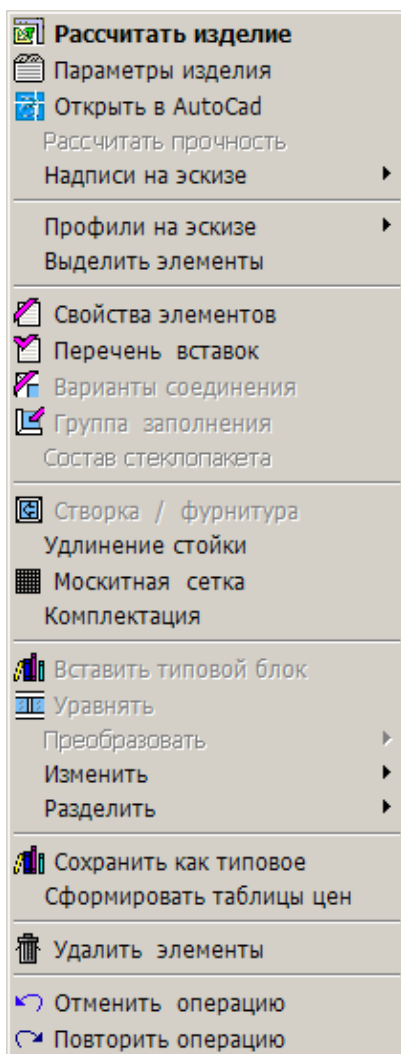 Рассчитать изделие
Параметры изделия
Открыть в AutoCad
Рассчитать прочность
Надписи на эскизе
Профили на эскизе
Выделить элементы
Свойства элементов
Перечень вставок
Варианты соединения
Группа заполнения
Состав стеклопакета
Створка / фурнитура
Удлинение стойки
Москитная сетка
Комплектация
Вставить типовой блок
Уравнять
Преобразовать
Изменить
Разделить
Сохранить как типовое
Сформировать таблицы цен
Удалить элементы
Отменить операцию
Повторить операцию